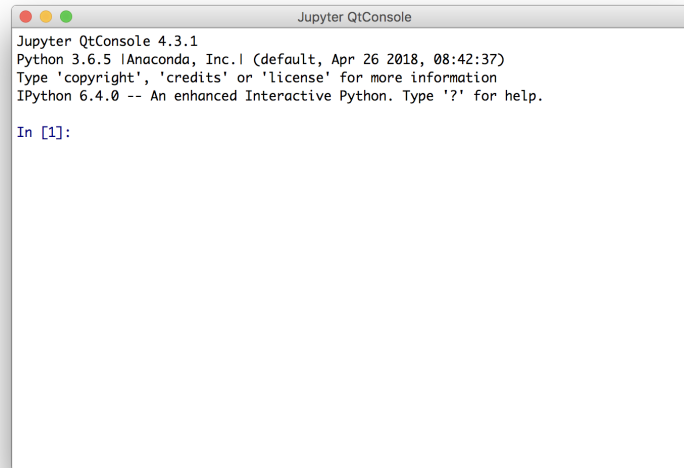 Jupyter QtConsole
Jupyter QtConsole 4.3.1
Python 3.6.5 |Anaconda, Inc.| (default, Apr 26 2018, 08:42:37)
Type 'copyright', 'credits' or 'license' for more information
IPython 6.4.0 -- An enhanced Interactive Python. Type '?' for help.
In [1]: